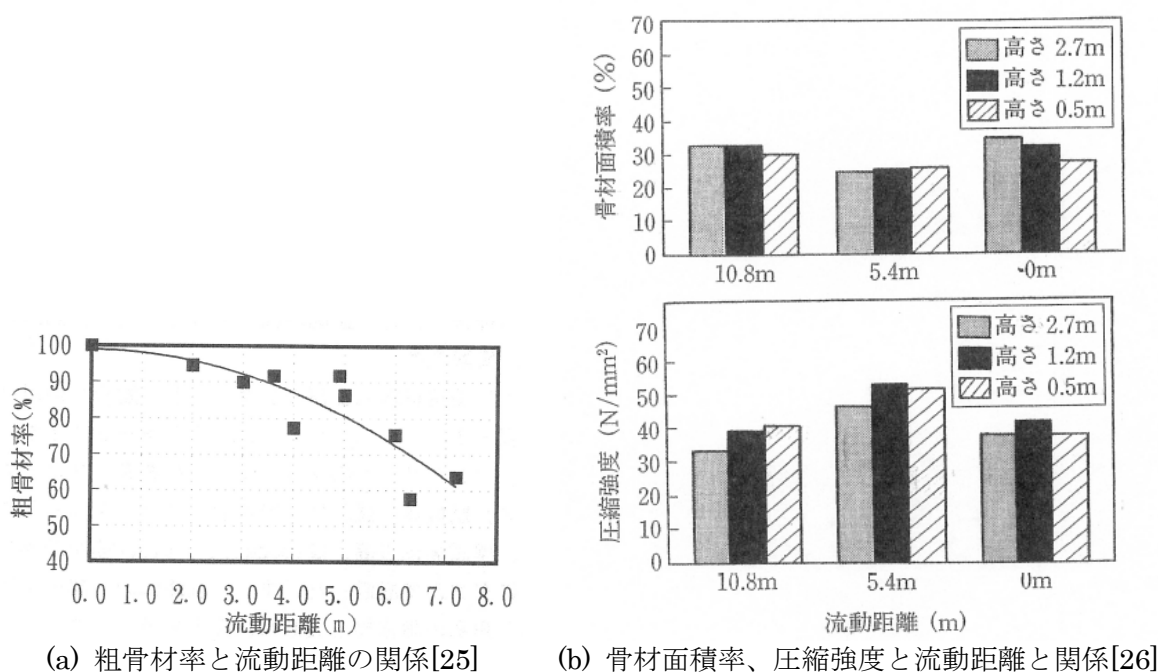 粗骨材率(%)
100
90
80
70
60
50
40
0.0 1.0 2.0 3.0 4.0 5.0 6.0 7.0 8.0
流動距離(m)
(a) 粗骨材率と流動距離の関係[25]
骨材面積率 (%)
70
60
50
40
30
20
10
0
高さ 2.7m
高さ 1.2m
高さ 0.5m
10.8m 5.4m 0m
圧縮強度 (N/mm²)
70
60
50
40
30
20
10
0
高さ 2.7m
高さ 1.2m
高さ 0.5m
10.8m 5.4m 0m
流動距離 (m)
(b) 骨材面積率、圧縮強度と流動距離と関係[26]